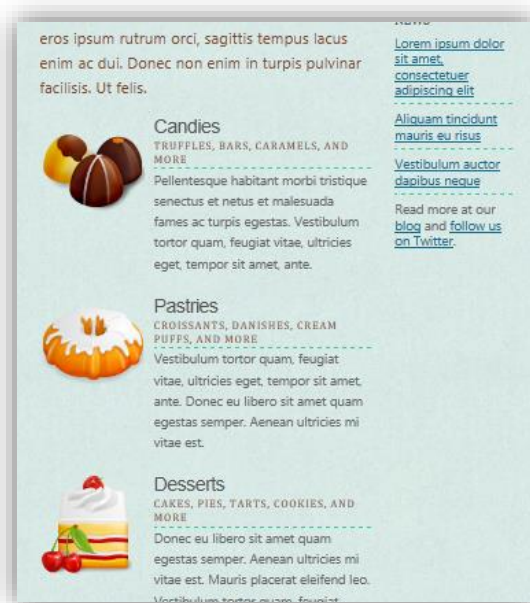 eros ipsum rutrum orci, sagittis tempus lacus
enim ac dui. Donec non enim in turpis pulvinar
facilisis. Ut felis.
Candies
TRUFFLES, BARS, CARAMELS, AND
MORE
Pellentesque habitant morbi tristique
senectus et netus et malesuada
fames ac turpis egestas. Vestibulum
tortor quam, feugiat vitae, ultricies
eget, tempor sit amet, ante.
Pastries
CROISSANTS, DANISHES, CREAM
PUFFS, AND MORE
Vestibulum tortor quam, feugiat
vitae, ultricies eget, tempor sit amet,
ante. Donec eu libero sit amet quam
egestas semper. Aenean ultricies mi
vitae est.
Desserts
CAKES, PIES, TARTS, COOKIES, AND
MORE
Donec eu libero sit amet quam
egestas semper. Aenean ultricies mi
vitae est. Mauris placerat eleifend leo.
Vestibulum tortor quam, feugiat
NEWS
Lorem ipsum dolor
sit amet,
consectetuer
adipiscing elit
Aliquam tincidunt
mauris eu risus
Vestibulum auctor
dapibus neque
Read more at our
blog and follow us
on Twitter.